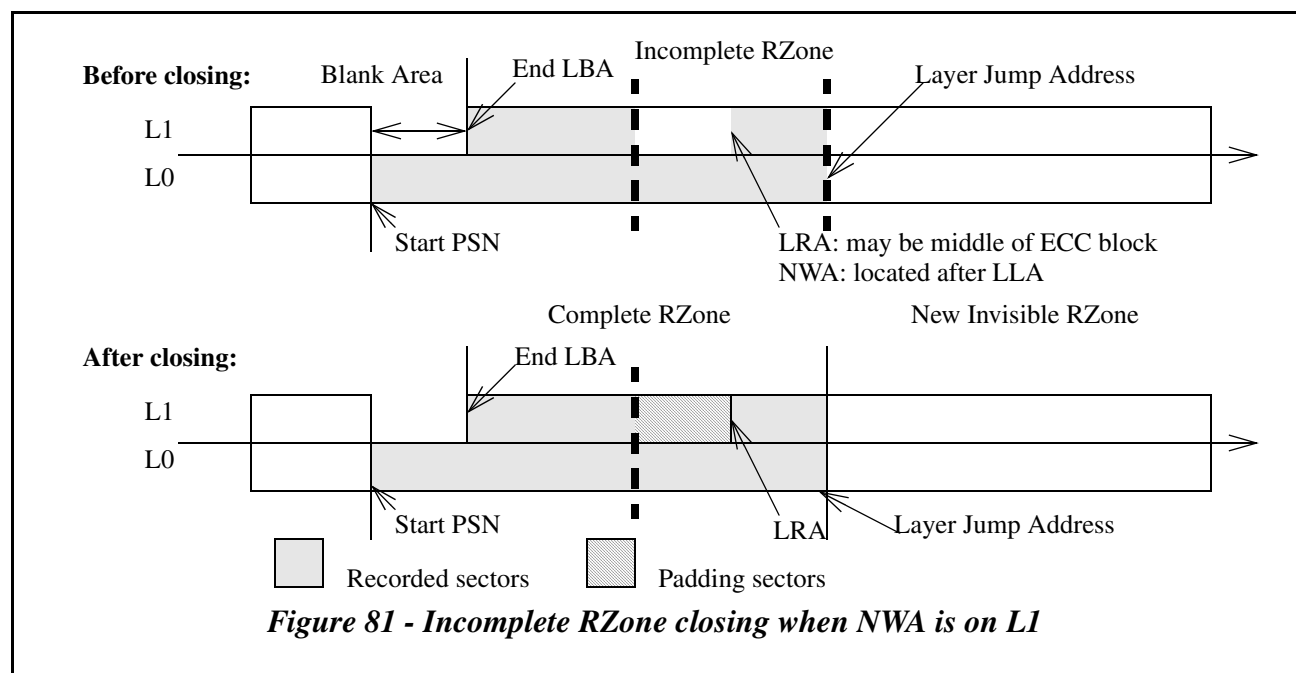 Incomplete RZone
Before closing:
Blank Area
End LBA
Layer Jump Address
L1
L0
Start PSN
LRA: may be middle of ECC block
NWA: located after LLA
Complete RZone
New Invisible RZone
After closing:
End LBA
L1
L0
Start PSN
LRA
Layer Jump Address
Recorded sectors
Padding sectors
Figure 81 - Incomplete RZone closing when NWA is on L1